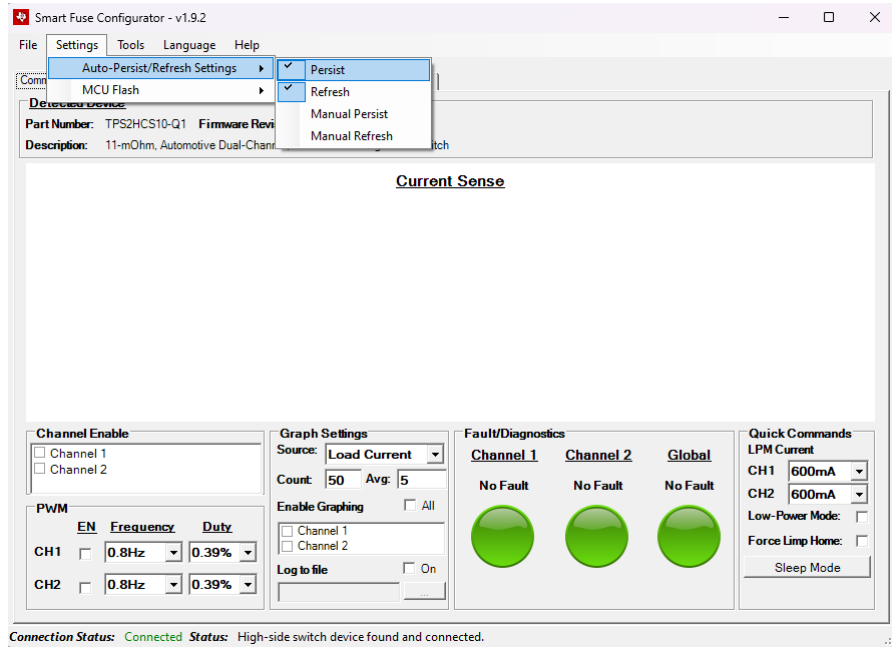 Smart Fuse Configurator - v1.9.2
File Settings Tools Language Help
Auto-Persist/Refresh Settings
MCU Flash
Persist
Refresh
Manual Persist
Manual Refresh
Detected Device
Part Number: TPS2HCS10-Q1 Firmware
Description: 11-mOhm, Automotive
Current Sense
Channel Enable
Channel 1
Channel 2
PWM
EN Frequency Duty
CH1 0.8Hz 0.39%
CH2 0.8Hz 0.39%
Graph Settings
Source: Load Current
Count: 50 Avg: 5
Enable Graphing All
Channel 1
Channel 2
Log to file On
...
Fault/Diagnostics
Channel 1 Channel 2 Global
No Fault No Fault No Fault
Quick Commands
LPM Current
CH1 600mA
CH2 600mA
Low-Power Mode:
Force Limp Home:
Sleep Mode
Connection Status: Connected Status: High-side switch device found and connected.